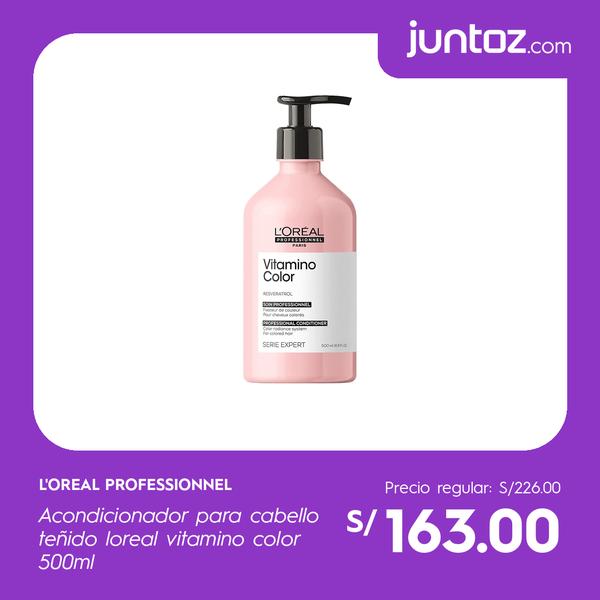 juntoz.com
L'ORÉAL
PROFESSIONNEL
PARIS
Vitamino
Color
RESVERATROL
SOIN PROFESSIONNEL
Fixateur de couleur
Pour cheveux colorés
PROFESSIONAL CONDITIONER
Color radiance system
For colored hair
SERIE EXPERT
L'OREAL PROFESSIONNEL
Acondicionador para cabello
teñido loreal vitamino color
500ml
Precio regular: S/226.00
S/163.00